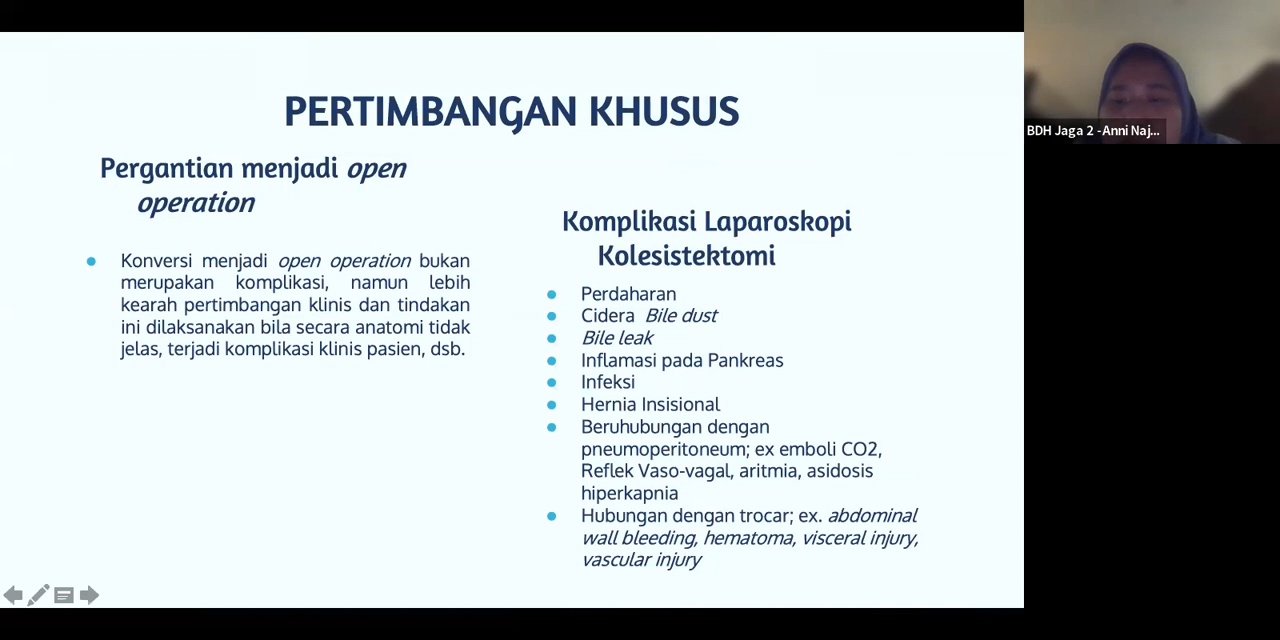 PERTIMBANGAN KHUSUS
Pergantian menjadi open
operation
Konversi menjadi open operation bukan
merupakan komplikasi, namun lebih
kearah pertimbangan klinis dan tindakan
ini dilaksanakan bila secara anatomi tidak
jelas, terjadi komplikasi klinis pasien, dsb.
Komplikasi Laparoskopi
Kolesistektomi
Perdaharan
Cidera Bile dust
Bile leak
Inflamasi pada Pankreas
Infeksi
Hernia Insisional
Beruhubungan dengan
pneumoperitoneum; ex emboli CO2,
Reflek Vaso-vagal, aritmia, asidosis
hiperkapnia
Hubungan dengan trocar; ex. abdominal
wall bleeding, hematoma, visceral injury,
vascular injury
BDH Jaga 2 -Anni Naj...